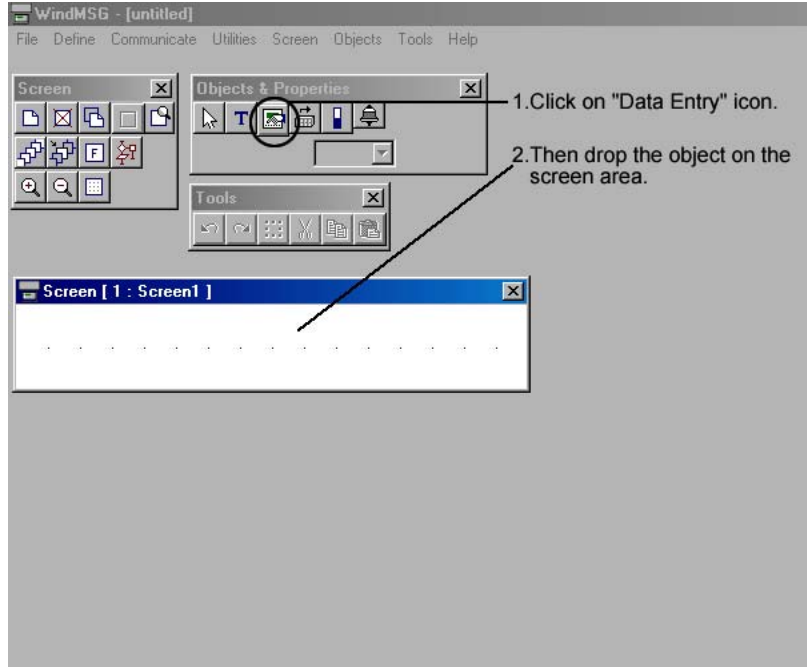 WindMSG - [untitled]
File Define Communicate Utilities Screen Objects Tools Help
Screen
Objects & Properties
1.Click on "Data Entry" icon.
T
2.Then drop the object on the
screen area.
F
Tools
Screen [ 1 : Screen1 ]